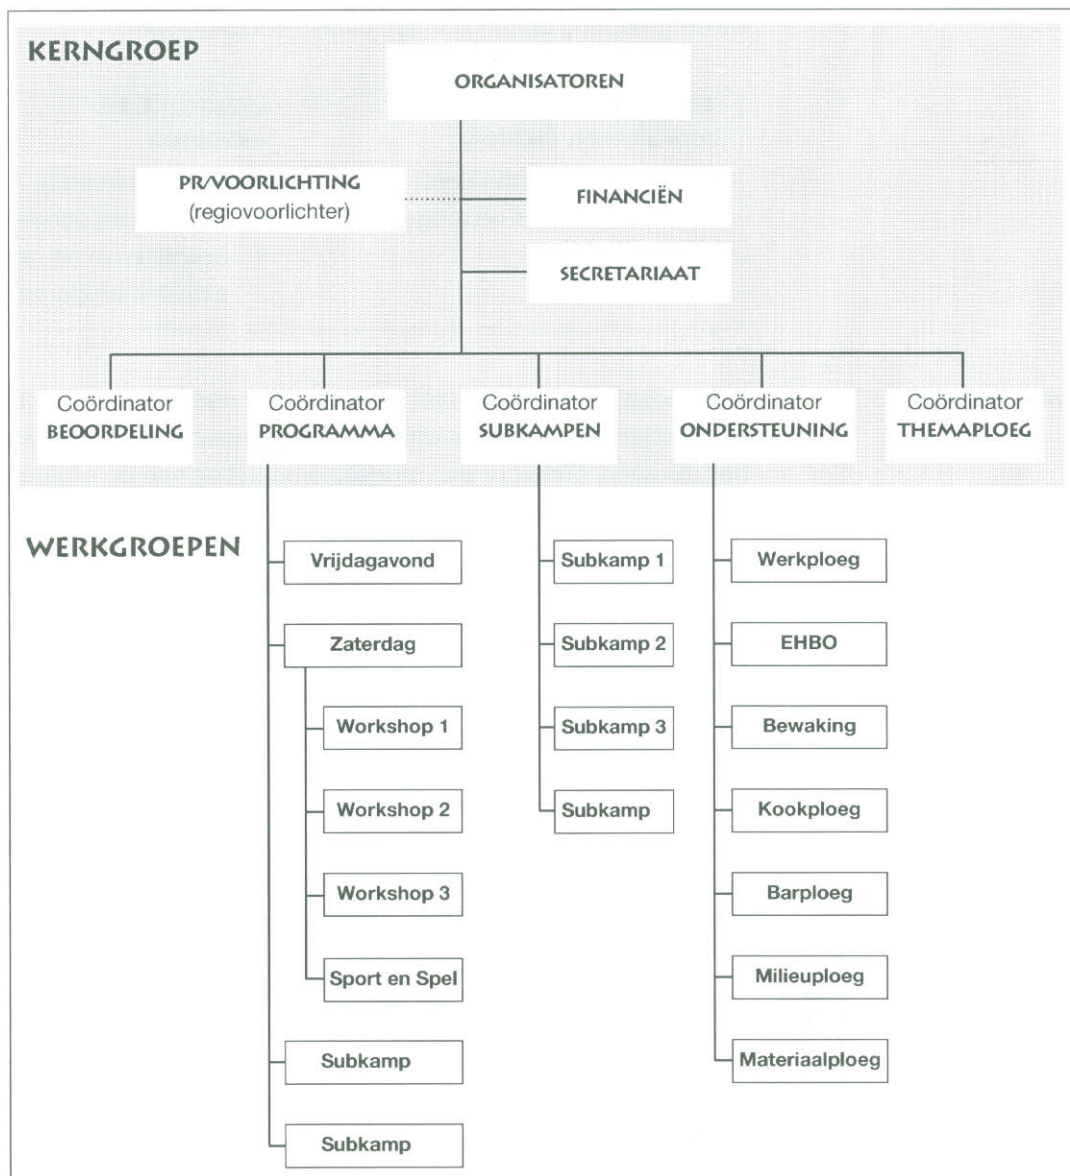 KERNGROEP
ORGANISATOREN
PR/VOORLICHTING
(regiovoorlichter)
FINANCIËN
SECRETARIAAT
Coördinator
BEOORDELING
Coördinator
PROGRAMMA
Coördinator
SUBKAMPEN
Coördinator
ONDERSTEUNING
Coördinator
THEMAPLOEG
WERKGROEPEN
Vrijdagavond
Zaterdag
Workshop 1
Workshop 2
Workshop 3
Sport en Spel
Subkamp
Subkamp
Subkamp 1
Subkamp 2
Subkamp 3
Subkamp
Werkploeg
EHBO
Bewaking
Kookploeg
Barploeg
Milieuploeg
Materiaalploeg